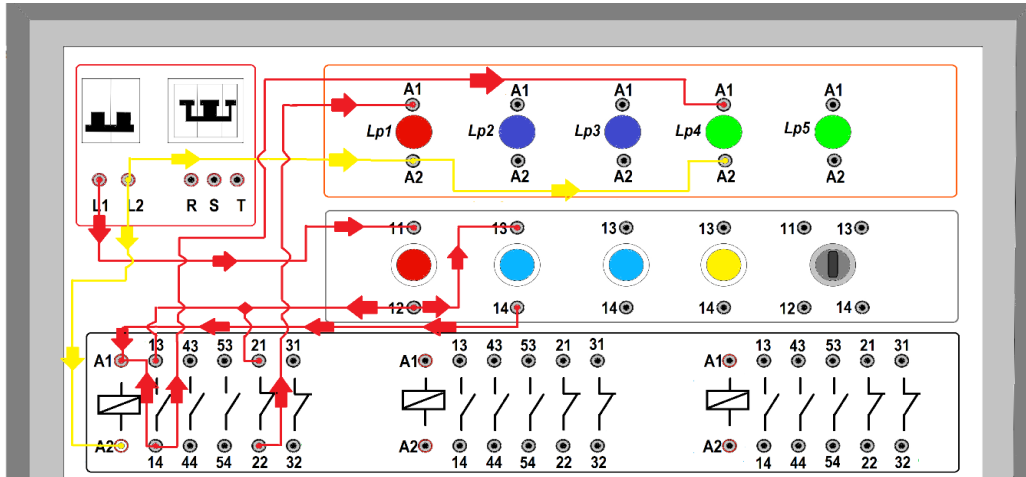 A1 A1 A1 A1 A1
Lp1 Lp2 Lp3 Lp4 Lp5
A2 A2 A2 A2 A2
L1 L2 R S T
11 13 13 13 11 13
12 14 14 14 12 14
13 43 53 21 31 13 43 53 21 31 13 43 53 21 31
A1 A1 A1
A2 A2 A2
14 44 54 22 32 14 44 54 22 32 14 44 54 22 32